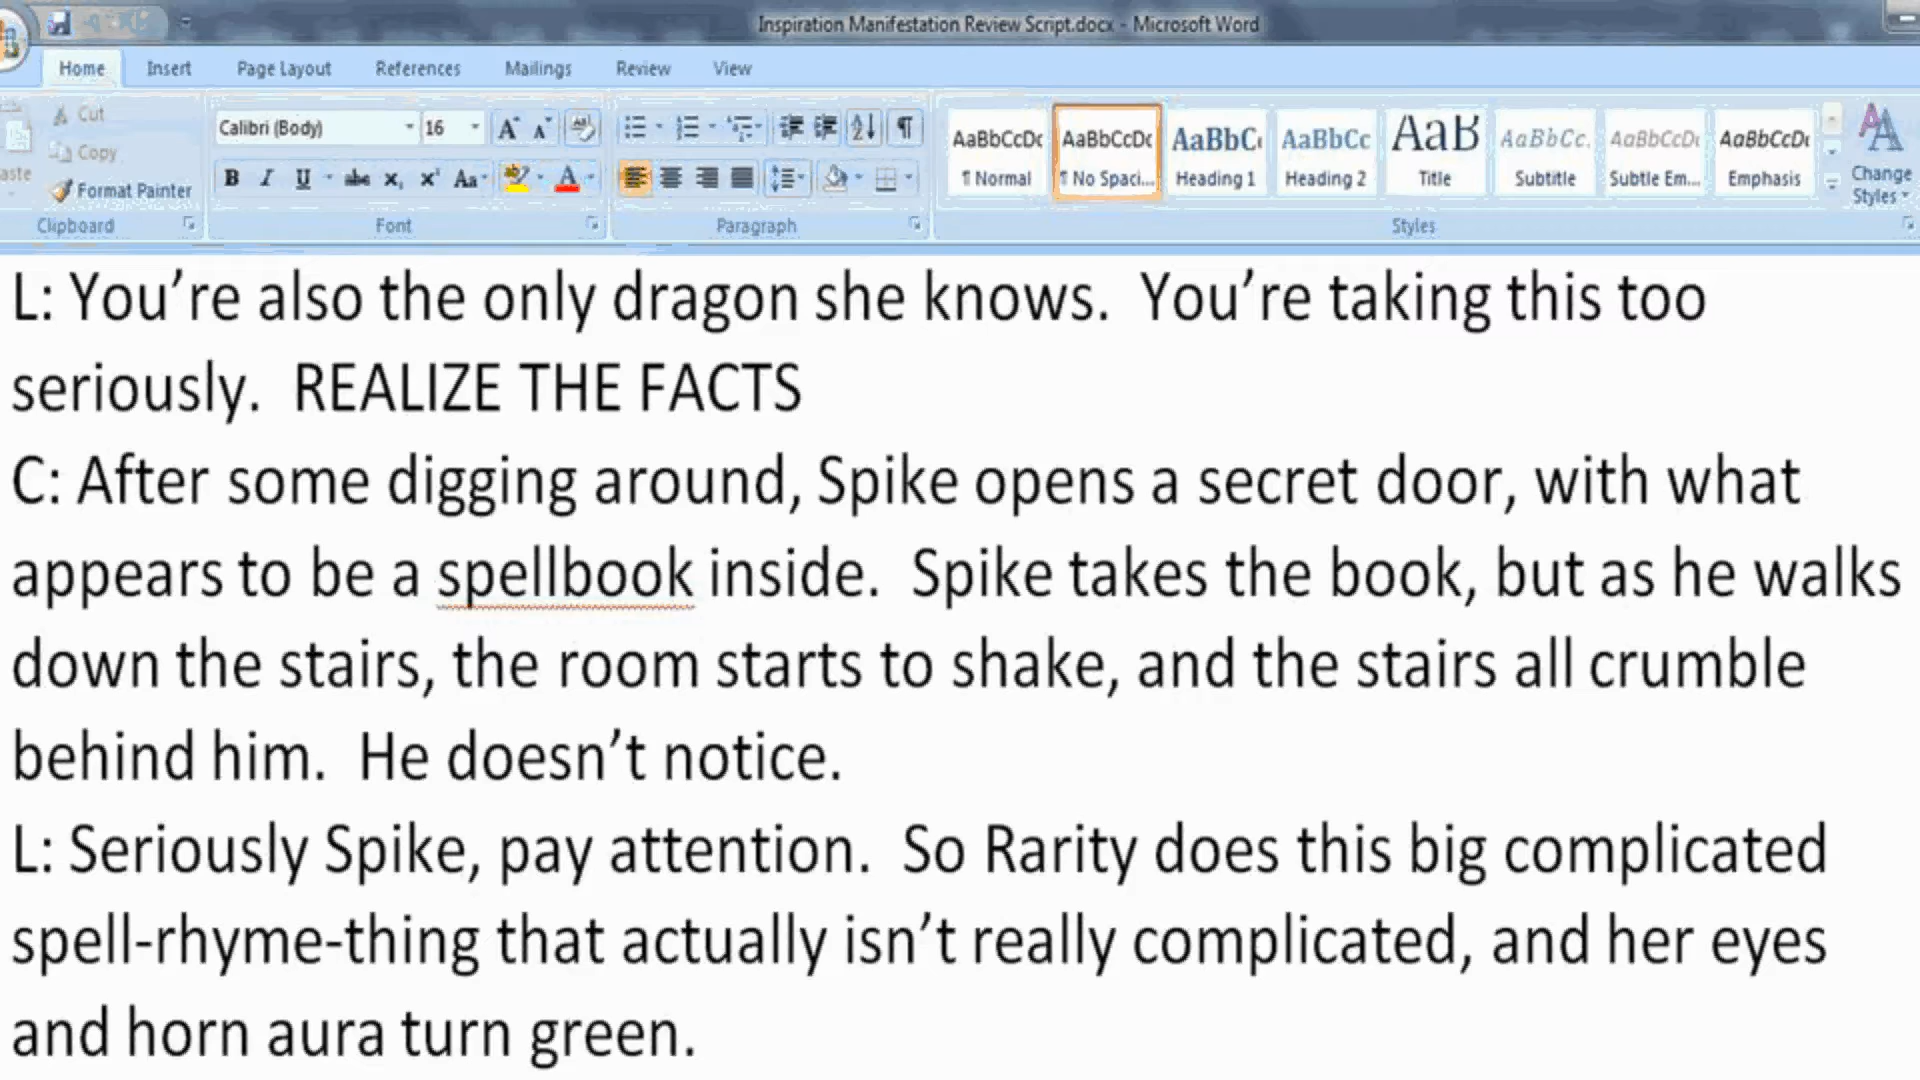 Inspiration Manifestation Review Script.docx - Microsoft Word
Home Insert Page Layout References Mailings Review View
Cut
Copy
Format Painter
Clipboard
Calibri (Body) 16
B I U abc x, x² Aa A
Font
Paragraph
AaBbCcDc AaBbCcDc AaBbC AaBbCc AaB AaBbCc. AaBbCcDc AaBbCcDc
¶ Normal ¶ No Spaci... Heading 1 Heading 2 Title Subtitle Subtle Em... Emphasis
Change
Styles
Styles
L: You’re also the only dragon she knows.  You’re taking this too
seriously.  REALIZE THE FACTS
C: After some digging around, Spike opens a secret door, with what
appears to be a spellbook inside.  Spike takes the book, but as he walks
down the stairs, the room starts to shake, and the stairs all crumble
behind him.  He doesn’t notice.
L: Seriously Spike, pay attention.  So Rarity does this big complicated
spell-rhyme-thing that actually isn’t really complicated, and her eyes
and horn aura turn green.